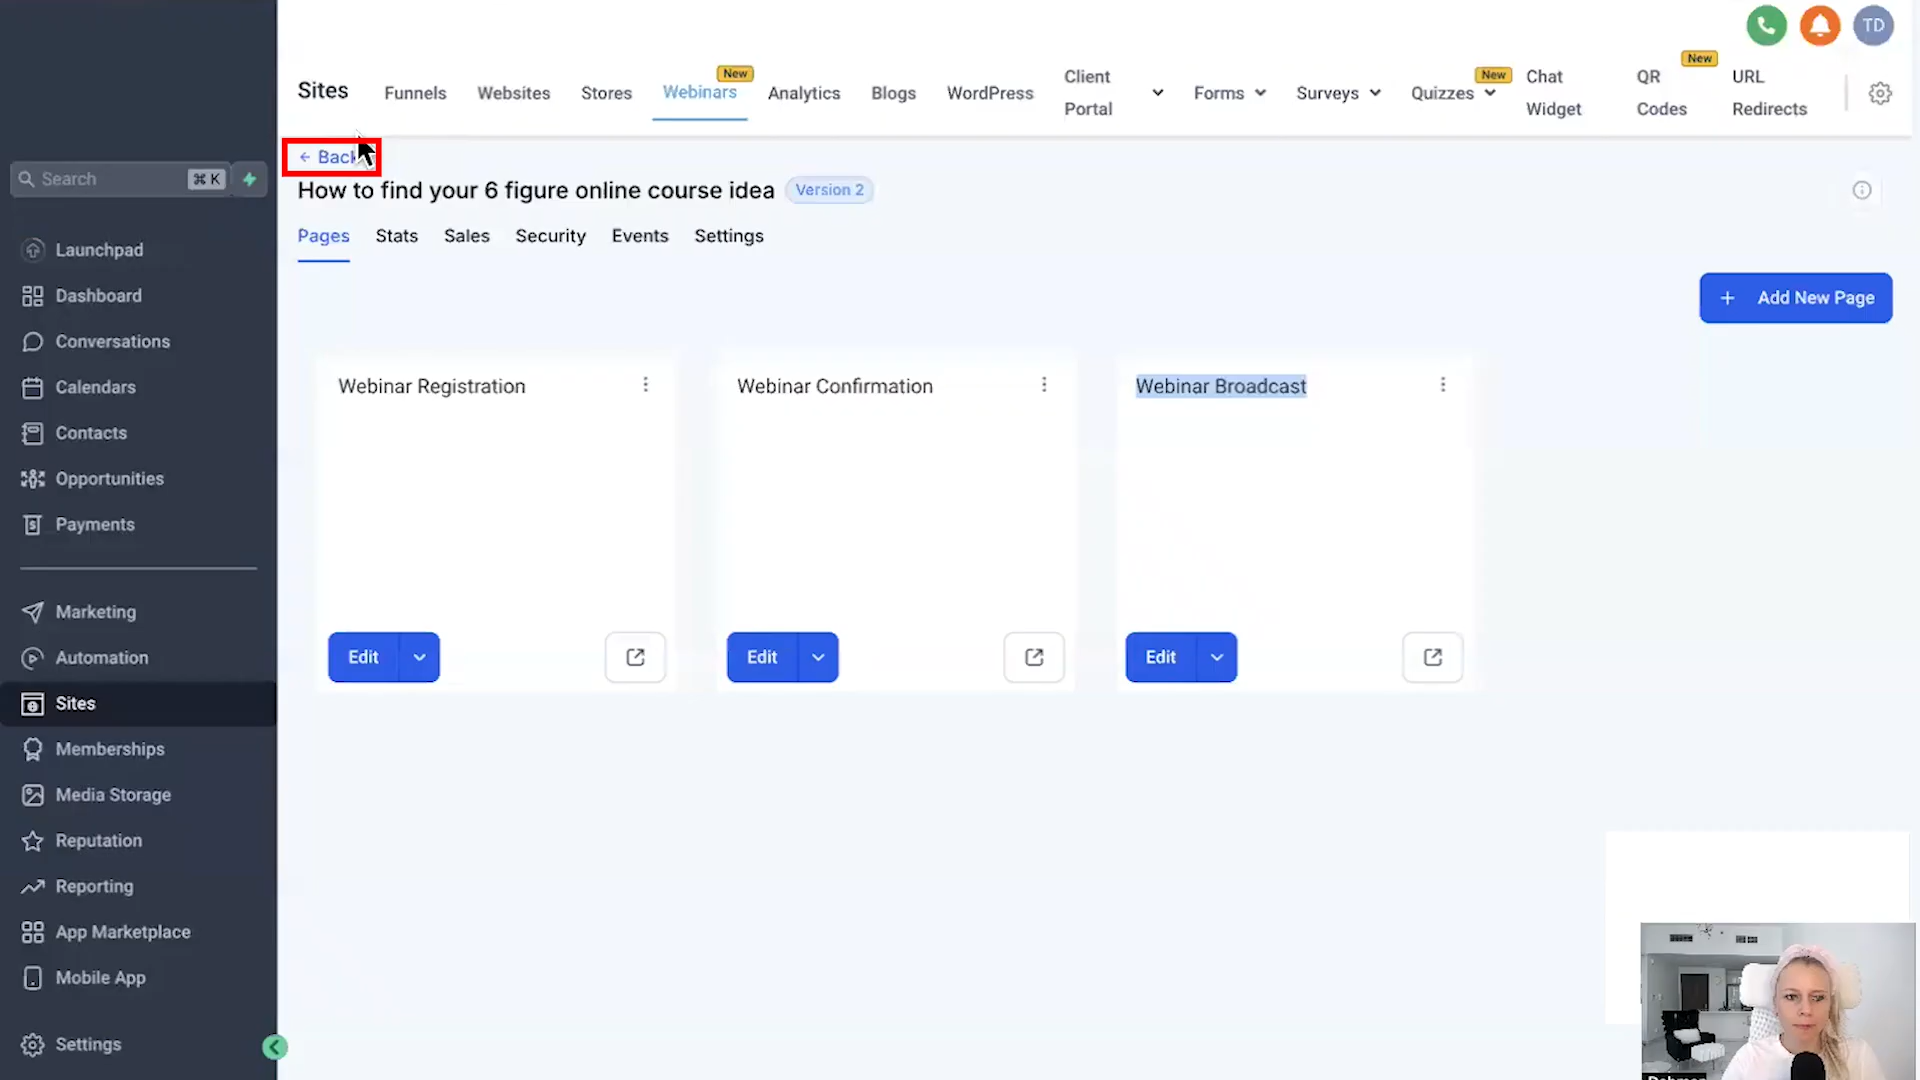 TD
Sites
Funnels
Websites
Stores
Webinars
New
Analytics
Blogs
WordPress
Client
Portal
Forms
Surveys
Quizzes
New
Chat
Widget
QR
Codes
New
URL
Redirects
← Back
How to find your 6 figure online course idea
Version 2
Pages
Stats
Sales
Security
Events
Settings
+ Add New Page
Webinar Registration
Webinar Confirmation
Webinar Broadcast
Edit
Edit
Edit
Search
⌘ K
Launchpad
Dashboard
Conversations
Calendars
Contacts
Opportunities
Payments
Marketing
Automation
Sites
Memberships
Media Storage
Reputation
Reporting
App Marketplace
Mobile App
Settings